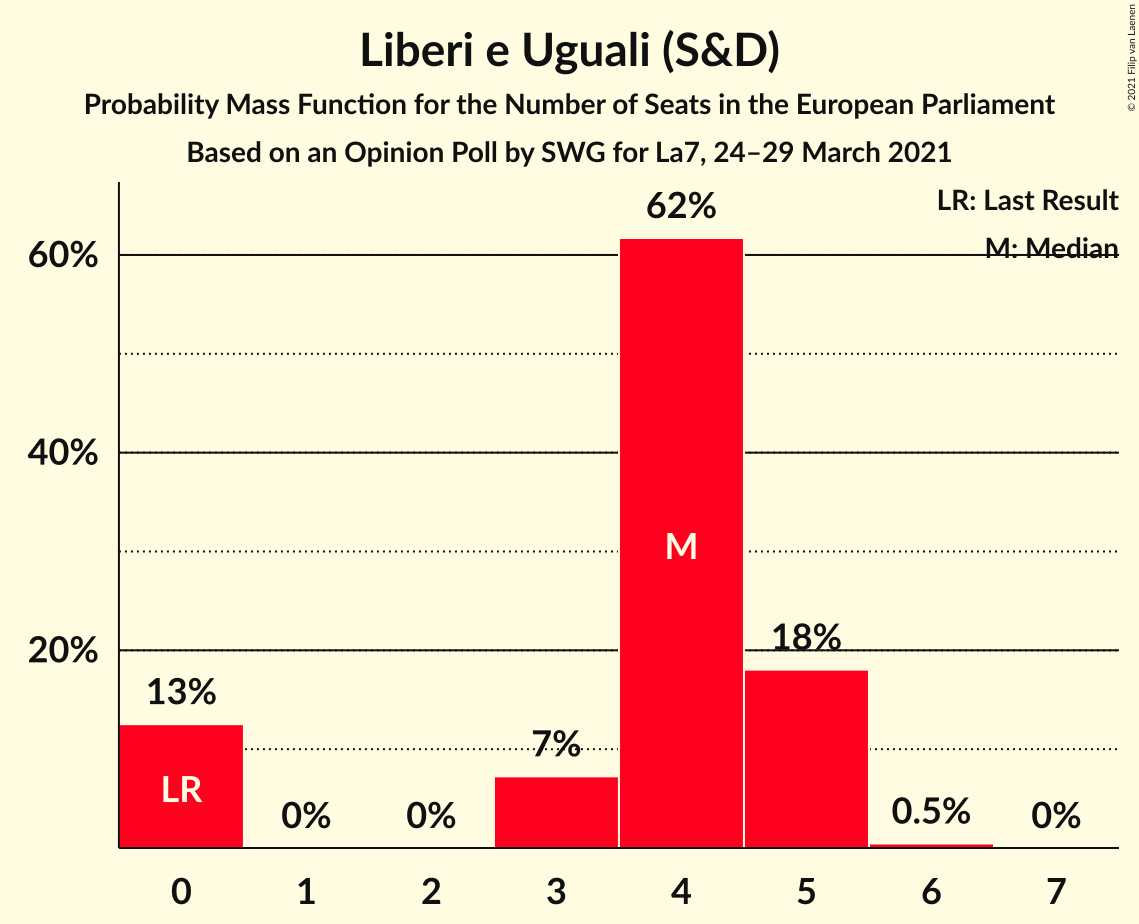 Liberi e Uguali (S&D)
Probability Mass Function for the Number of Seats in the European Parliament
Based on an Opinion Poll by SWG for La7, 24–29 March 2021
© 2021 Filip van Laenen
LR: Last Result
M: Median
60%
40%
20%
13%
0%
0%
7%
62%
18%
0.5%
0%
LR
M
0 1 2 3 4 5 6 7